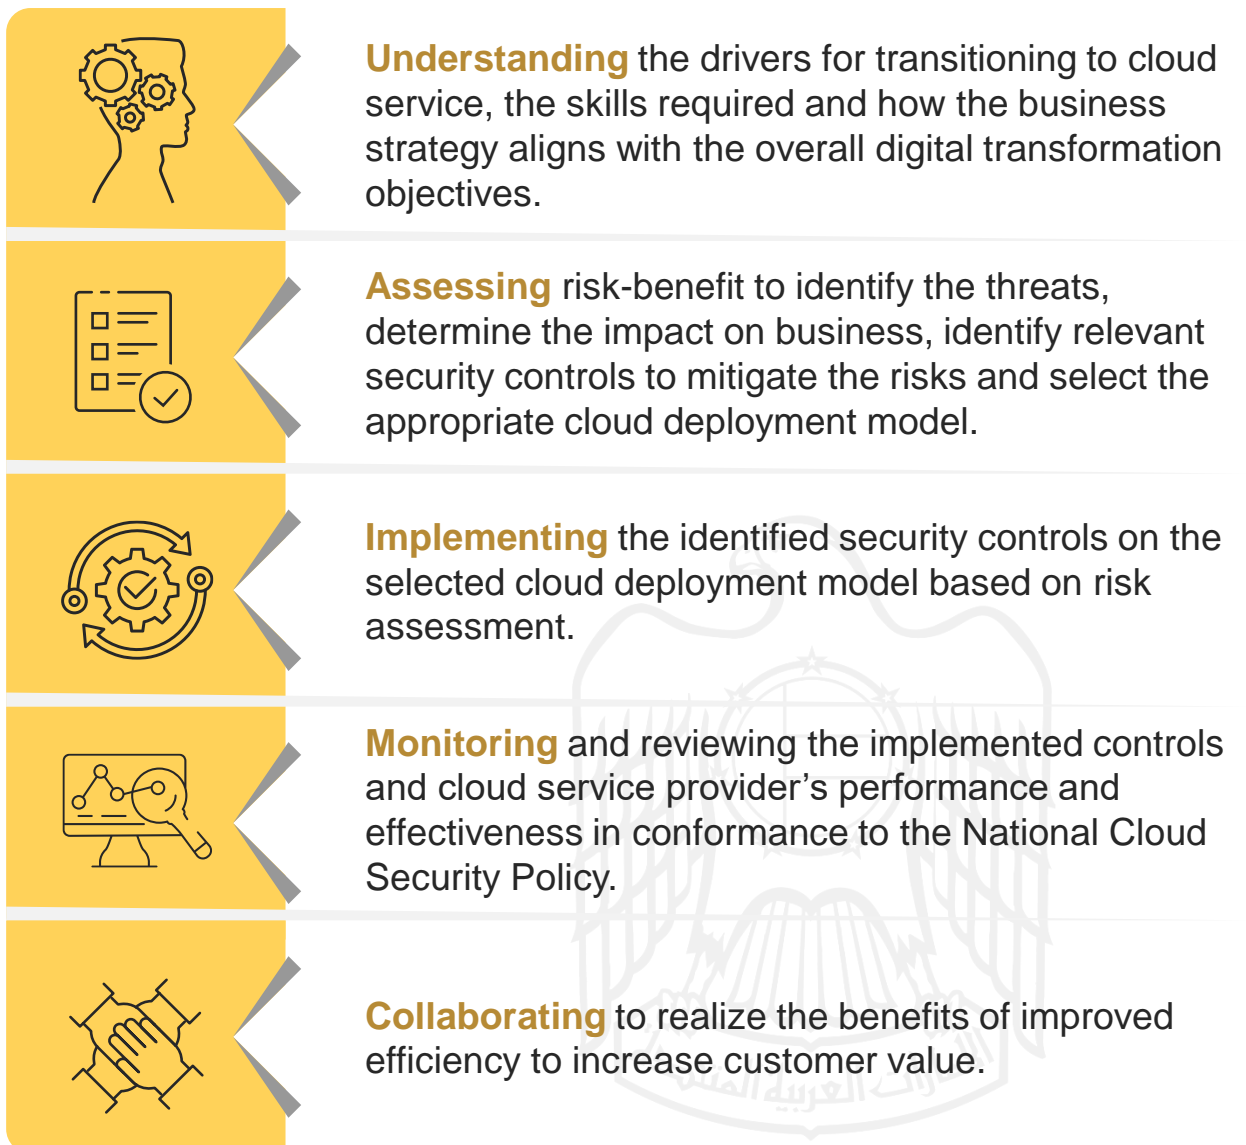 Understanding the drivers for transitioning to cloud
service, the skills required and how the business
strategy aligns with the overall digital transformation
objectives.
Assessing risk-benefit to identify the threats,
determine the impact on business, identify relevant
security controls to mitigate the risks and select the
appropriate cloud deployment model.
Implementing the identified security controls on the
selected cloud deployment model based on risk
assessment.
Monitoring and reviewing the implemented controls
and cloud service provider’s performance and
effectiveness in conformance to the National Cloud
Security Policy.
Collaborating to realize the benefits of improved
efficiency to increase customer value.